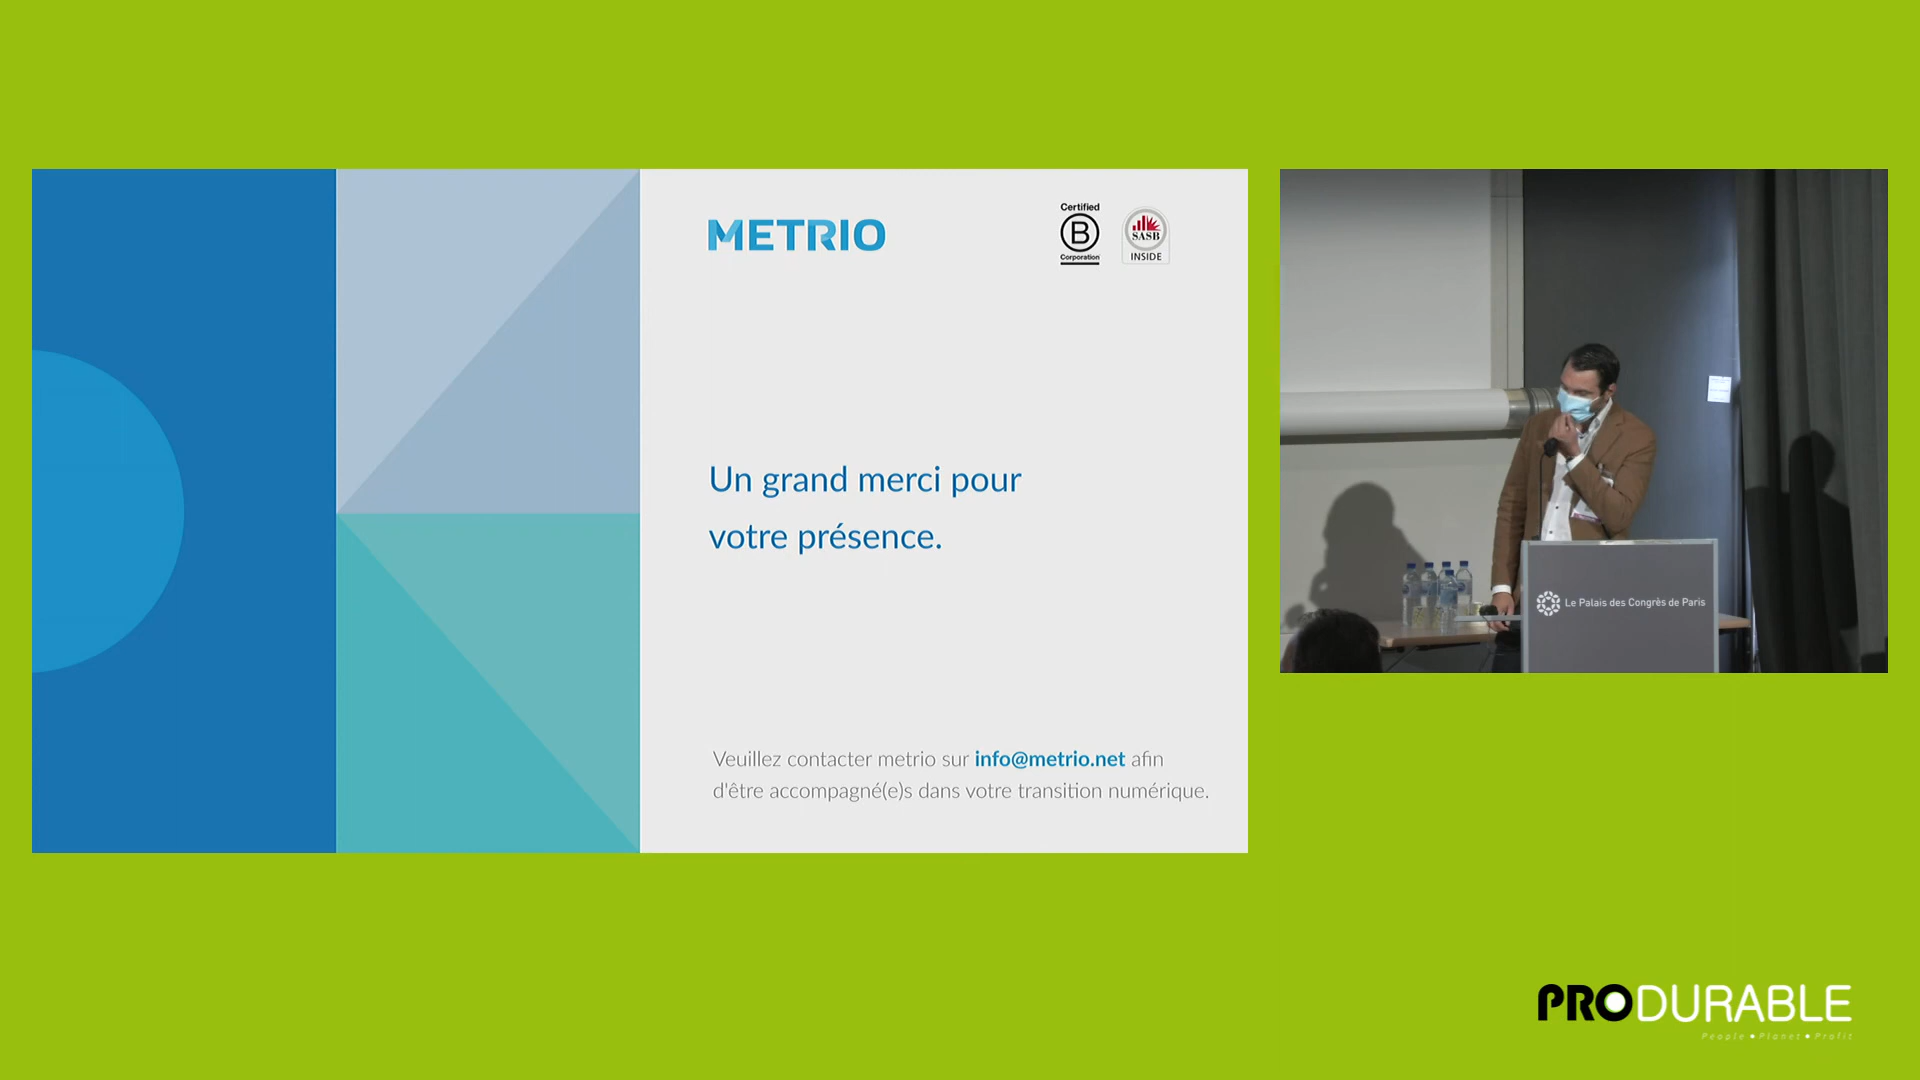 METRIO
Certified
B
Corporation
SASB
INSIDE
Un grand merci pour
votre présence.
Veuillez contacter metrio sur info@metrio.net afin
d'être accompagné(e)s dans votre transition numérique.
Le Palais des Congrès de Paris
PRODURABLE
People • Planet • Profit